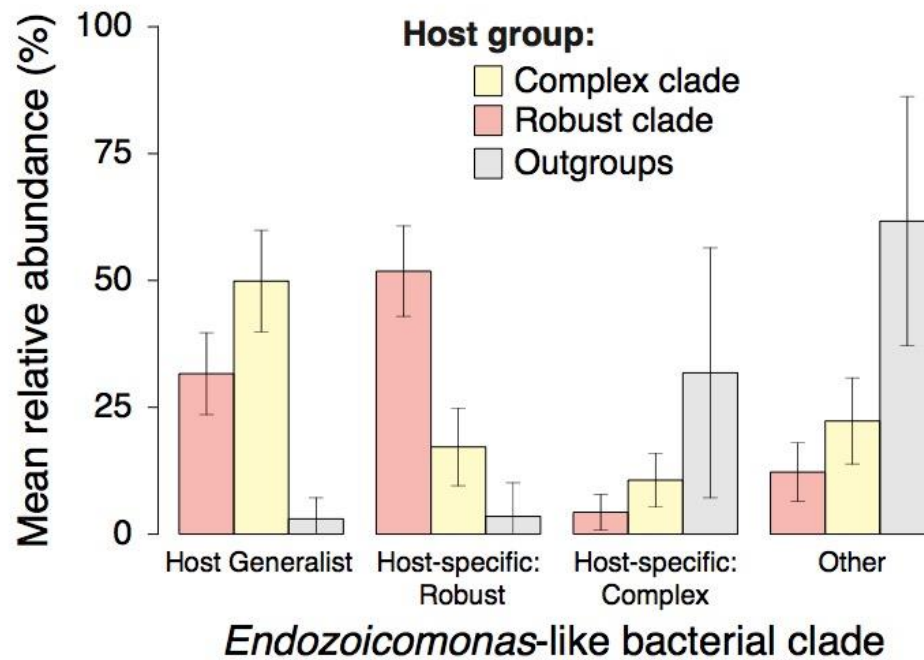 Mean relative abundance (%)
100
75
50
25
0
Host group:
Complex clade
Robust clade
Outgroups
Host Generalist
Host-specific:
Robust
Host-specific:
Complex
Other
Endozoicomonas-like bacterial clade